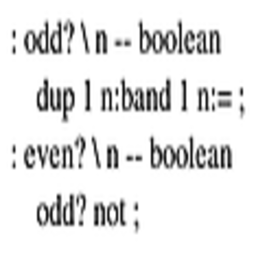 : odd? \ n -- boolean
dup 1 n:band 1 n:= ;
: even? \ n -- boolean
odd? not ;